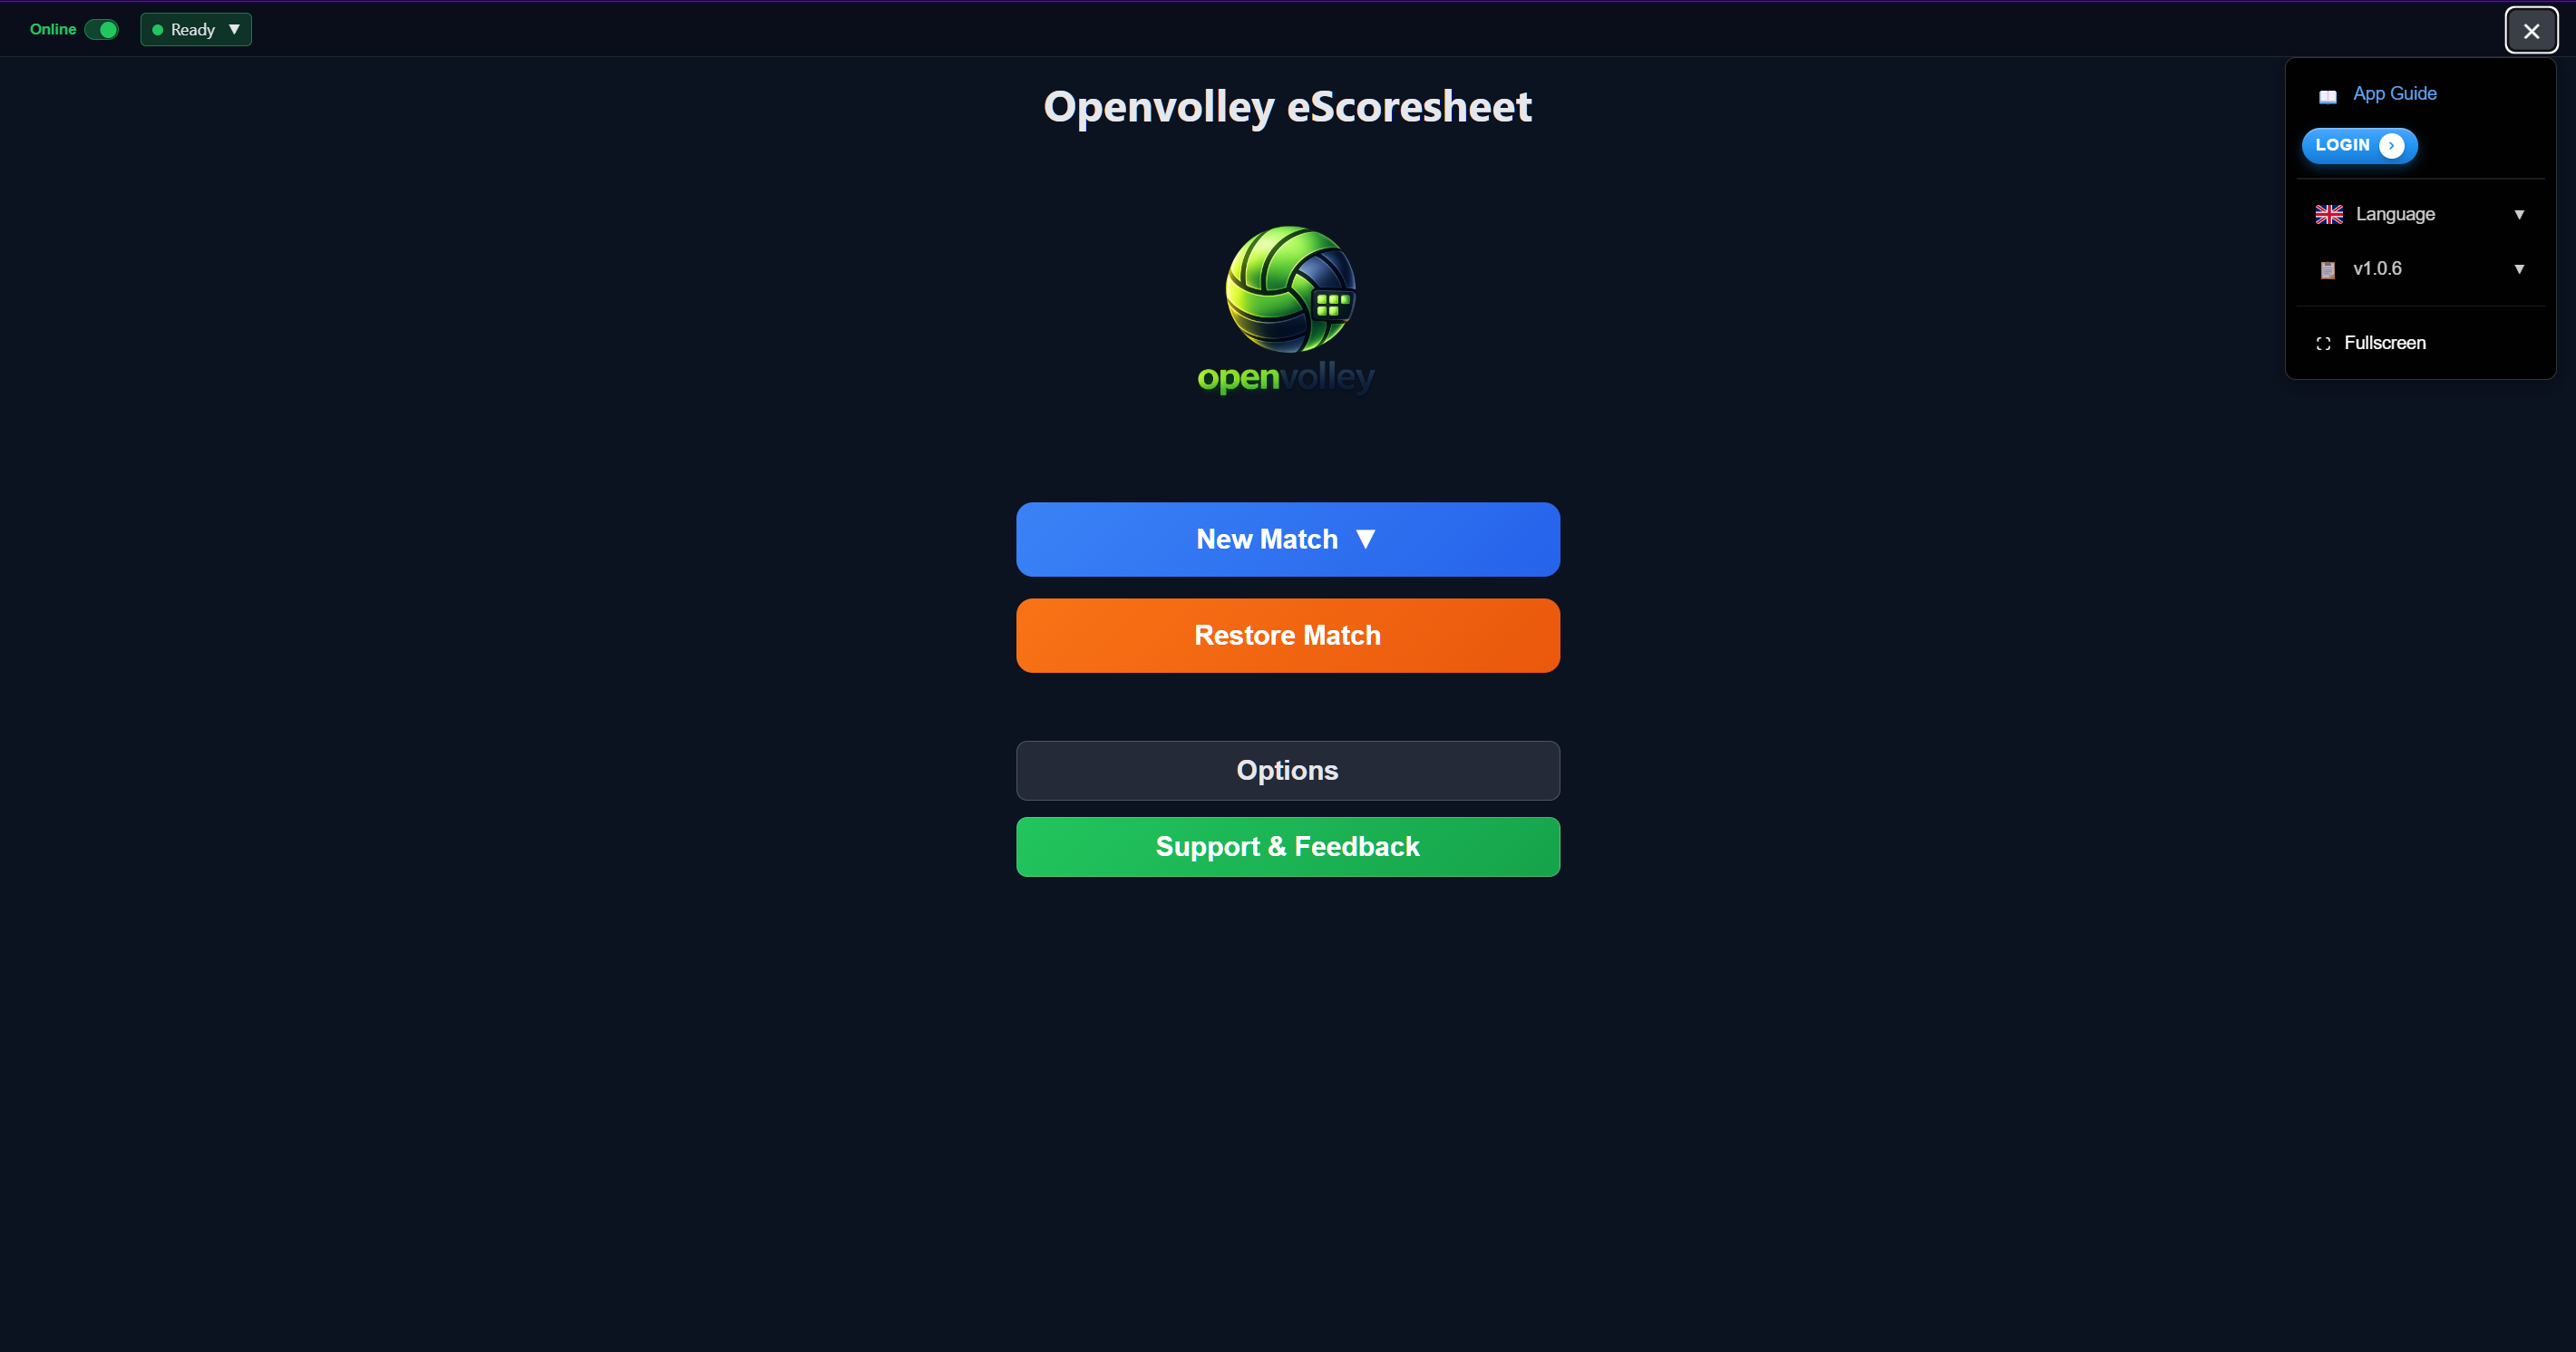 Online
Ready ▼
Openvolley eScoresheet
App Guide
LOGIN
Language ▼
v1.0.6 ▼
Fullscreen
openvolley
New Match ▼
Restore Match
Options
Support & Feedback